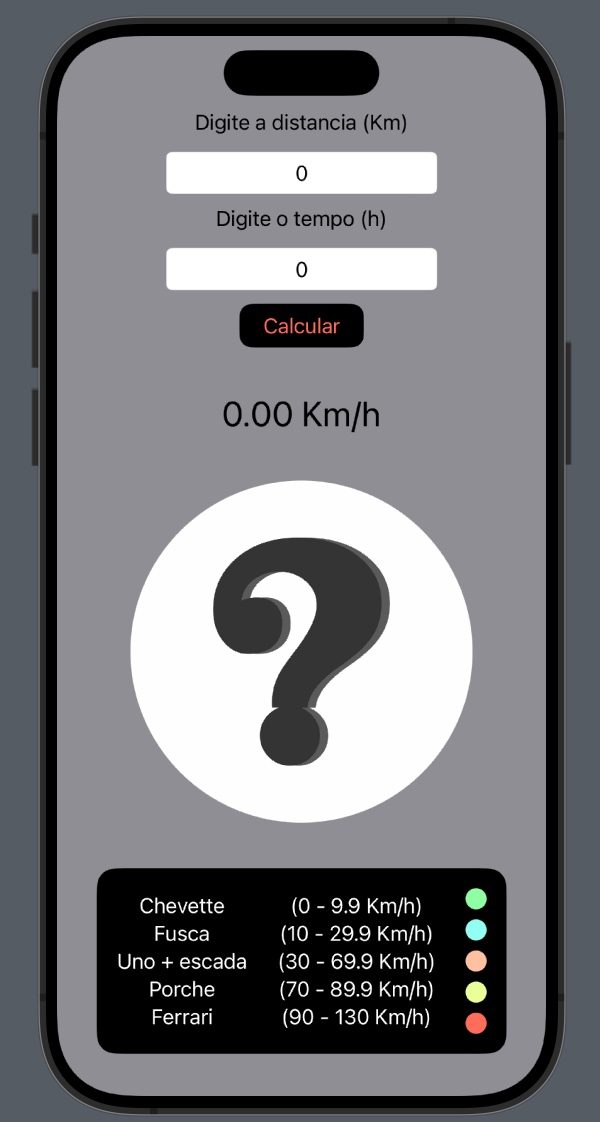 Digite a distancia (Km)
0
Digite o tempo (h)
0
Calcular
0.00 Km/h
?
Chevette (0 - 9.9 Km/h)
Fusca (10 - 29.9 Km/h)
Uno + escada (30 - 69.9 Km/h)
Porche (70 - 89.9 Km/h)
Ferrari (90 - 130 Km/h)